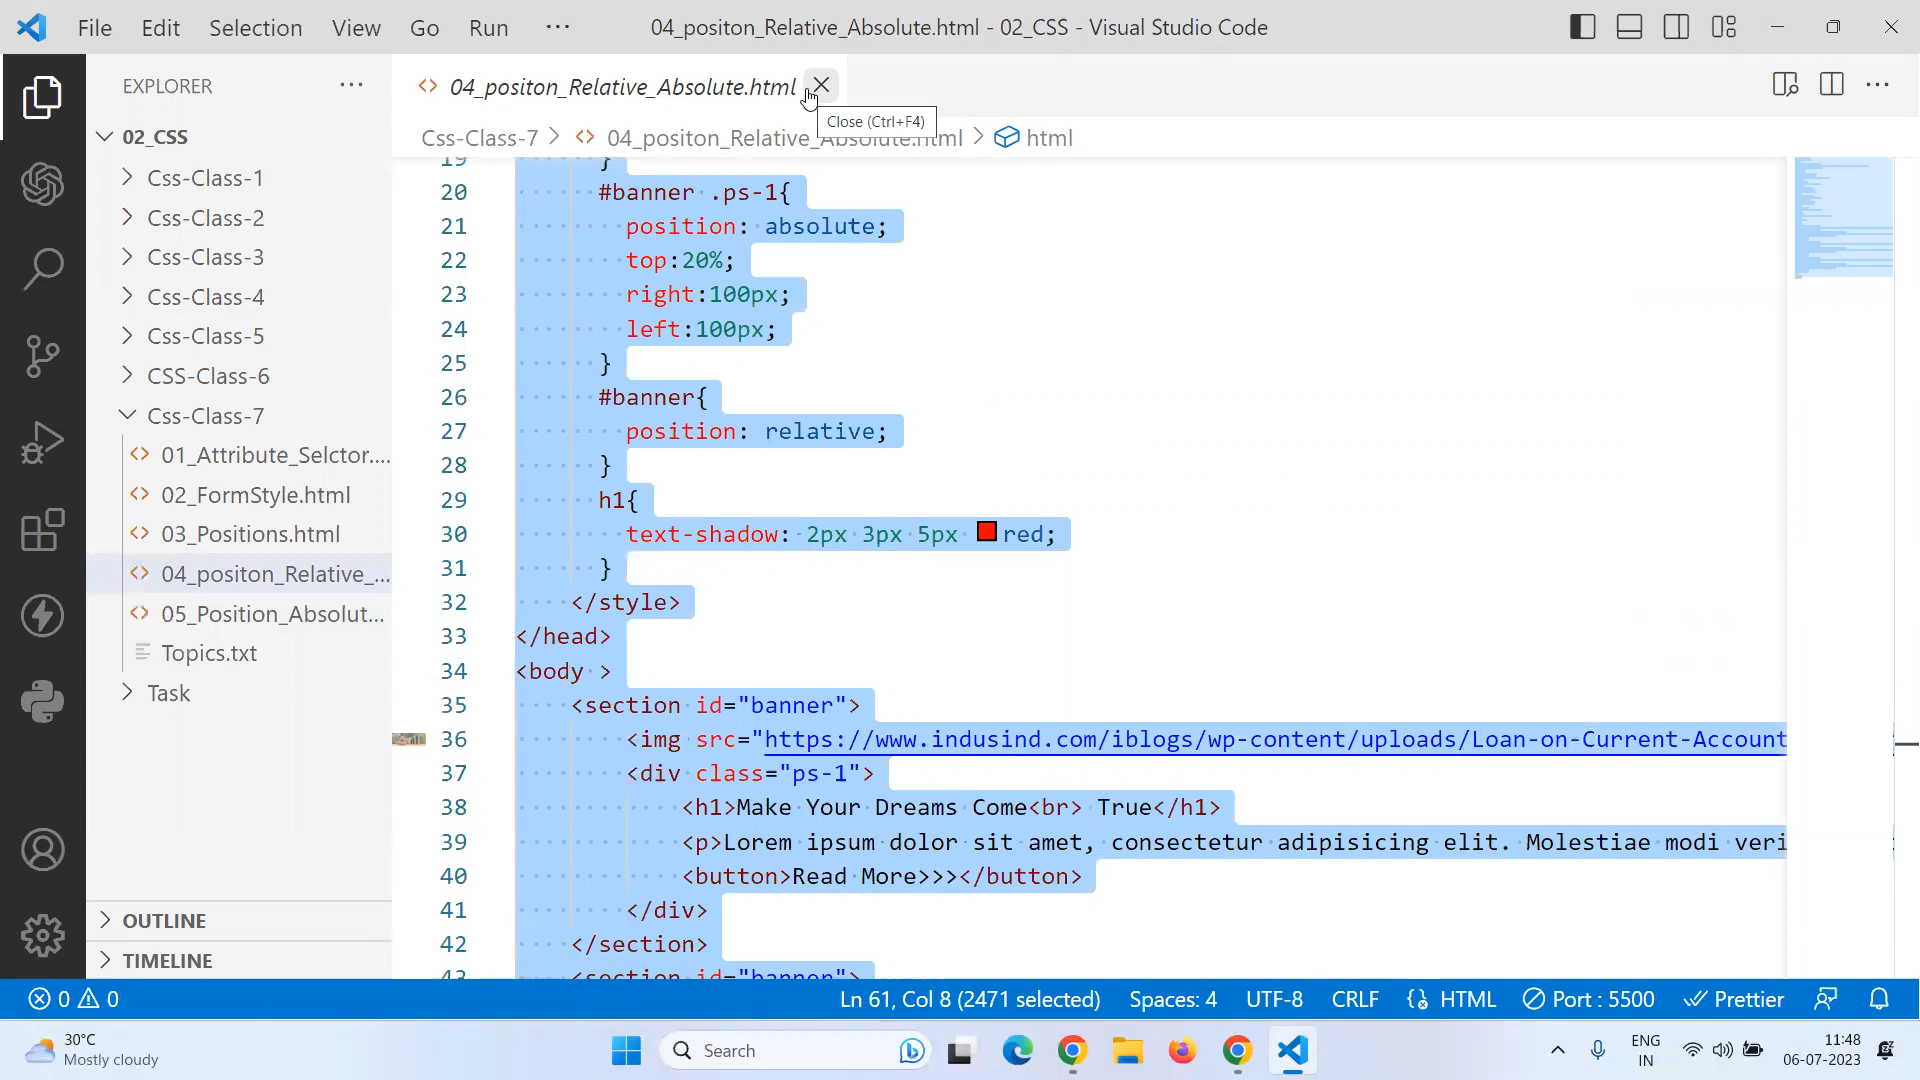 File Edit Selection View Go Run ··· 04_positon_Relative_Absolute.html - 02_CSS - Visual Studio Code
EXPLORER ···
04_positon_Relative_Absolute.html
Close (Ctrl+F4)
Css-Class-7 > 04_positon_Relative_Absolute.html > html
02_CSS
Css-Class-1
Css-Class-2
Css-Class-3
Css-Class-4
Css-Class-5
CSS-Class-6
Css-Class-7
01_Attribute_Selctor....
02_FormStyle.html
03_Positions.html
04_positon_Relative_...
05_Position_Absolut...
Topics.txt
Task
OUTLINE
TIMELINE
19 }
20 #banner .ps-1{
21 position: absolute;
22 top:20%;
23 right:100px;
24 left:100px;
25 }
26 #banner{
27 position: relative;
28 }
29 h1{
30 text-shadow: 2px 3px 5px red;
31 }
32 </style>
33 </head>
34 <body >
35 <section id="banner">
36 <img src="https://www.indusind.com/iblogs/wp-content/uploads/Loan-on-Current-Account
37 <div class="ps-1">
38 <h1>Make Your Dreams Come<br> True</h1>
39 <p>Lorem ipsum dolor sit amet, consectetur adipisicing elit. Molestiae modi veri
40 <button>Read More>>></button>
41 </div>
42 </section>
43 <section id="banner">
0 0 Ln 61, Col 8 (2471 selected) Spaces: 4 UTF-8 CRLF HTML Port : 5500 Prettier
30°C
Mostly cloudy
Search
ENG
IN
11:48
06-07-2023